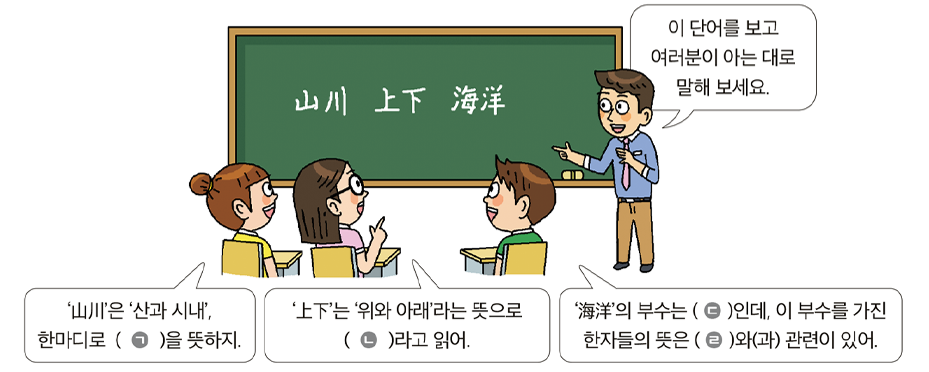 이 단어를 보고
여러분이 아는 대로
말해 보세요.
山川 上下 海洋
‘山川’은 ‘산과 시내’,
한마디로 ( ㉠ )을 뜻하지.
‘上下’는 ‘위와 아래’라는 뜻으로
( ㉡ )라고 읽어.
‘海洋’의 부수는 ( ㉢ )인데, 이 부수를 가진
한자들의 뜻은 ( ㉣ )와(과) 관련이 있어.